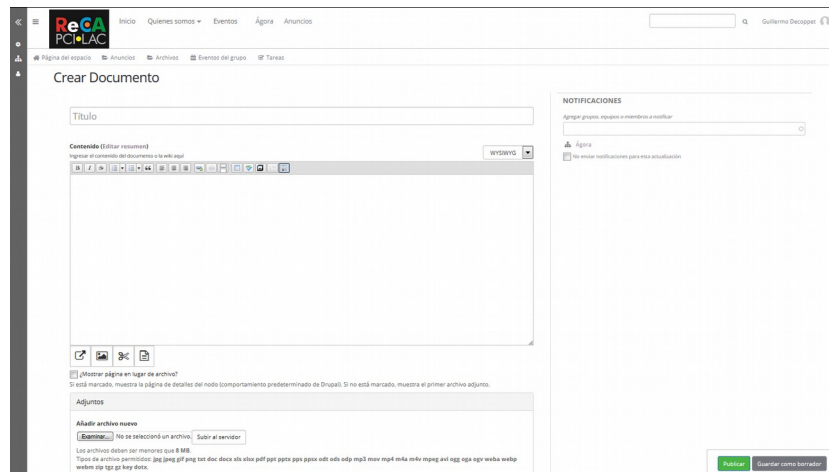 ReCA
PCI LAC
Inicio Quienes somos Eventos Ágora Anuncios
Guillermo Decoppet
Página del espacio Anuncios Archivos Eventos del grupo Tareas
Crear Documento
Título
Contenido (Editar resumen)
Ingresar el contenido del documento o la wiki aquí
WYSIWYG
¿Mostrar página en lugar de archivo?
Si está marcado, muestra la página de detalles del nodo (comportamiento predeterminado de Drupal). Si no está marcado, muestra el primer archivo adjunto.
Adjuntos
Añadir archivo nuevo
Examinar... No se seleccionó un archivo. Subir al servidor
Los archivos deben ser menores que 8 MB.
Tipos de archivo permitidos: jpg jpeg gif png txt doc docx xls xlsx pdf ppt pptx pps ppsx odt ods odp mp3 mov mp4 m4a m4v mpeg avi ogg oga ogv weba webp
webm zip tgz gz key dotx.
NOTIFICACIONES
Agregar grupos, equipos o miembros a notificar
Ágora
No enviar notificaciones para esta actualización
Publicar Guardar como borrador